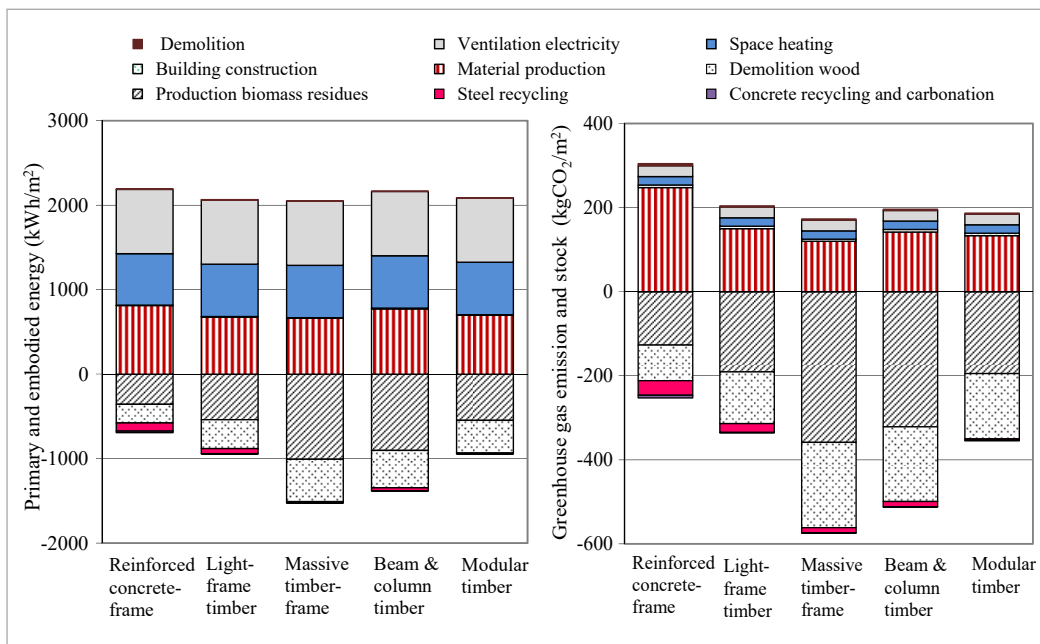 Demolition
Ventilation electricity
Space heating
Building construction
Material production
Demolition wood
Production biomass residues
Steel recycling
Concrete recycling and carbonation
Primary and embodied energy (kWh/m²)
3000
2000
1000
0
-1000
-2000
Reinforced
concrete-
frame
Light-
frame
timber
Massive
timber-
frame
Beam &
column
timber
Modular
timber
Greenhouse gas emission and stock (kgCO₂/m²)
400
200
0
-200
-400
-600
Reinforced
concrete-
frame
Light-
frame
timber
Massive
timber-
frame
Beam &
column
timber
Modular
timber